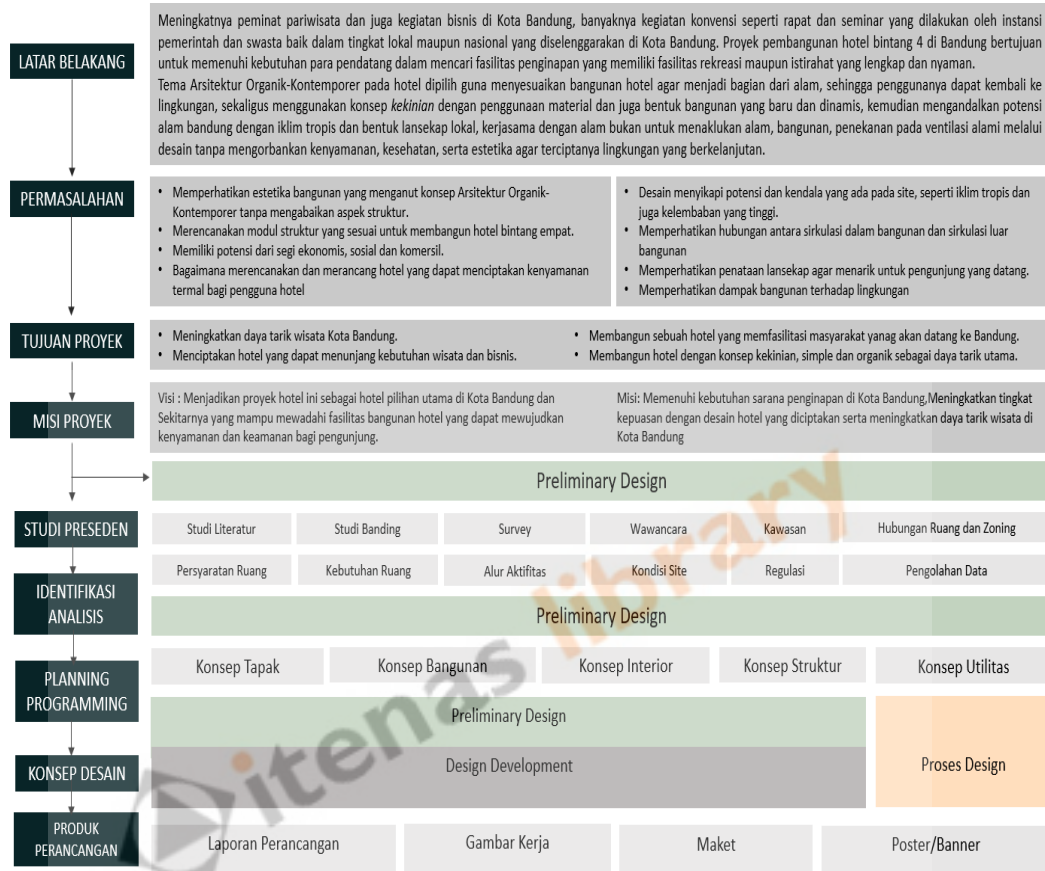 LATAR BELAKANG
Meningkatnya peminat pariwisata dan juga kegiatan bisnis di Kota Bandung, banyaknya kegiatan konvensi seperti rapat dan seminar yang dilakukan oleh instansi
pemerintah dan swasta baik dalam tingkat lokal maupun nasional yang diselenggarakan di Kota Bandung. Proyek pembangunan hotel bintang 4 di Bandung bertujuan
untuk memenuhi kebutuhan para pendatang dalam mencari fasilitas penginapan yang memiliki fasilitas rekreasi maupun istirahat yang lengkap dan nyaman.
Tema Arsitektur Organik-Kontemporer pada hotel dipilih guna menyesuaikan bangunan hotel agar menjadi bagian dari alam, sehingga penggunanya dapat kembali ke
lingkungan, sekaligus menggunakan konsep kekinian dengan penggunaan material dan juga bentuk bangunan yang baru dan dinamis, kemudian mengandalkan potensi
alam bandung dengan iklim tropis dan bentuk lansekap lokal, kerjasama dengan alam bukan untuk menaklukan alam, bangunan, penekanan pada ventilasi alami melalui
desain tanpa mengorbankan kenyamanan, kesehatan, serta estetika agar terciptanya lingkungan yang berkelanjutan.
PERMASALAHAN
• Memperhatikan estetika bangunan yang menganut konsep Arsitektur Organik-
Kontemporer tanpa mengabaikan aspek struktur.
• Merencanakan modul struktur yang sesuai untuk membangun hotel bintang empat.
• Memiliki potensi dari segi ekonomis, sosial dan komersil.
• Bagaimana merencanakan dan merancang hotel yang dapat menciptakan kenyamanan
termal bagi pengguna hotel
• Desain menyikapi potensi dan kendala yang ada pada site, seperti iklim tropis dan
juga kelembaban yang tinggi.
• Memperhatikan hubungan antara sirkulasi dalam bangunan dan sirkulasi luar
bangunan
• Memperhatikan penataan lansekap agar menarik untuk pengunjung yang datang.
• Memperhatikan dampak bangunan terhadap lingkungan
TUJUAN PROYEK
• Meningkatkan daya tarik wisata Kota Bandung.
• Menciptakan hotel yang dapat menunjang kebutuhan wisata dan bisnis.
• Membangun sebuah hotel yang memfasilitasi masyarakat yanag akan datang ke Bandung.
• Membangun hotel dengan konsep kekinian, simple dan organik sebagai daya tarik utama.
MISI PROYEK
Visi : Menjadikan proyek hotel ini sebagai hotel pilihan utama di Kota Bandung dan
Sekitarnya yang mampu mewadahi fasilitas bangunan hotel yang dapat mewujudkan
kenyamanan dan keamanan bagi pengunjung.
Misi: Memenuhi kebutuhan sarana penginapan di Kota Bandung,Meningkatkan tingkat
kepuasan dengan desain hotel yang diciptakan serta meningkatkan daya tarik wisata di
Kota Bandung
Preliminary Design
STUDI PRESEDEN
Studi Literatur Studi Banding Survey Wawancara Kawasan Hubungan Ruang dan Zoning
Persyaratan Ruang Kebutuhan Ruang Alur Aktifitas Kondisi Site Regulasi Pengolahan Data
IDENTIFIKASI
ANALISIS
Preliminary Design
PLANNING
PROGRAMMING
Konsep Tapak Konsep Bangunan Konsep Interior Konsep Struktur Konsep Utilitas
Preliminary Design
KONSEP DESAIN
Design Development
Proses Design
PRODUK
PERANCANGAN
Laporan Perancangan Gambar Kerja Maket Poster/Banner
itenas library